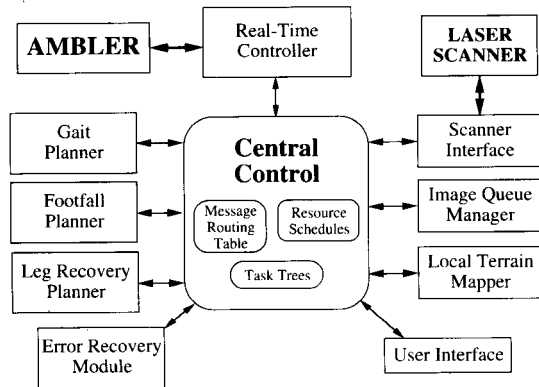 AMBLER
Real-Time
Controller
LASER
SCANNER
Gait
Planner
Central
Control
Scanner
Interface
Footfall
Planner
Message
Routing
Table
Resource
Schedules
Image Queue
Manager
Leg Recovery
Planner
Task Trees
Local Terrain
Mapper
Error Recovery
Module
User Interface